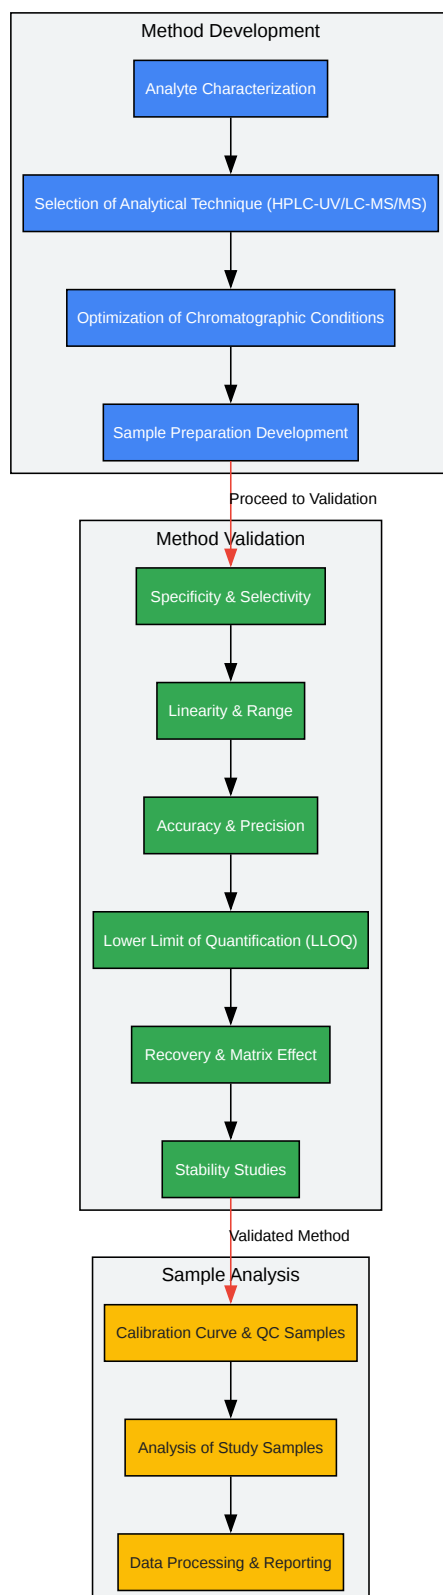 Method Development
Analyte Characterization
Selection of Analytical Technique (HPLC-UV/LC-MS/MS)
Optimization of Chromatographic Conditions
Sample Preparation Development
Proceed to Validation
Method Validation
Specificity & Selectivity
Linearity & Range
Accuracy & Precision
Lower Limit of Quantification (LLOQ)
Recovery & Matrix Effect
Stability Studies
Validated Method
Sample Analysis
Calibration Curve & QC Samples
Analysis of Study Samples
Data Processing & Reporting